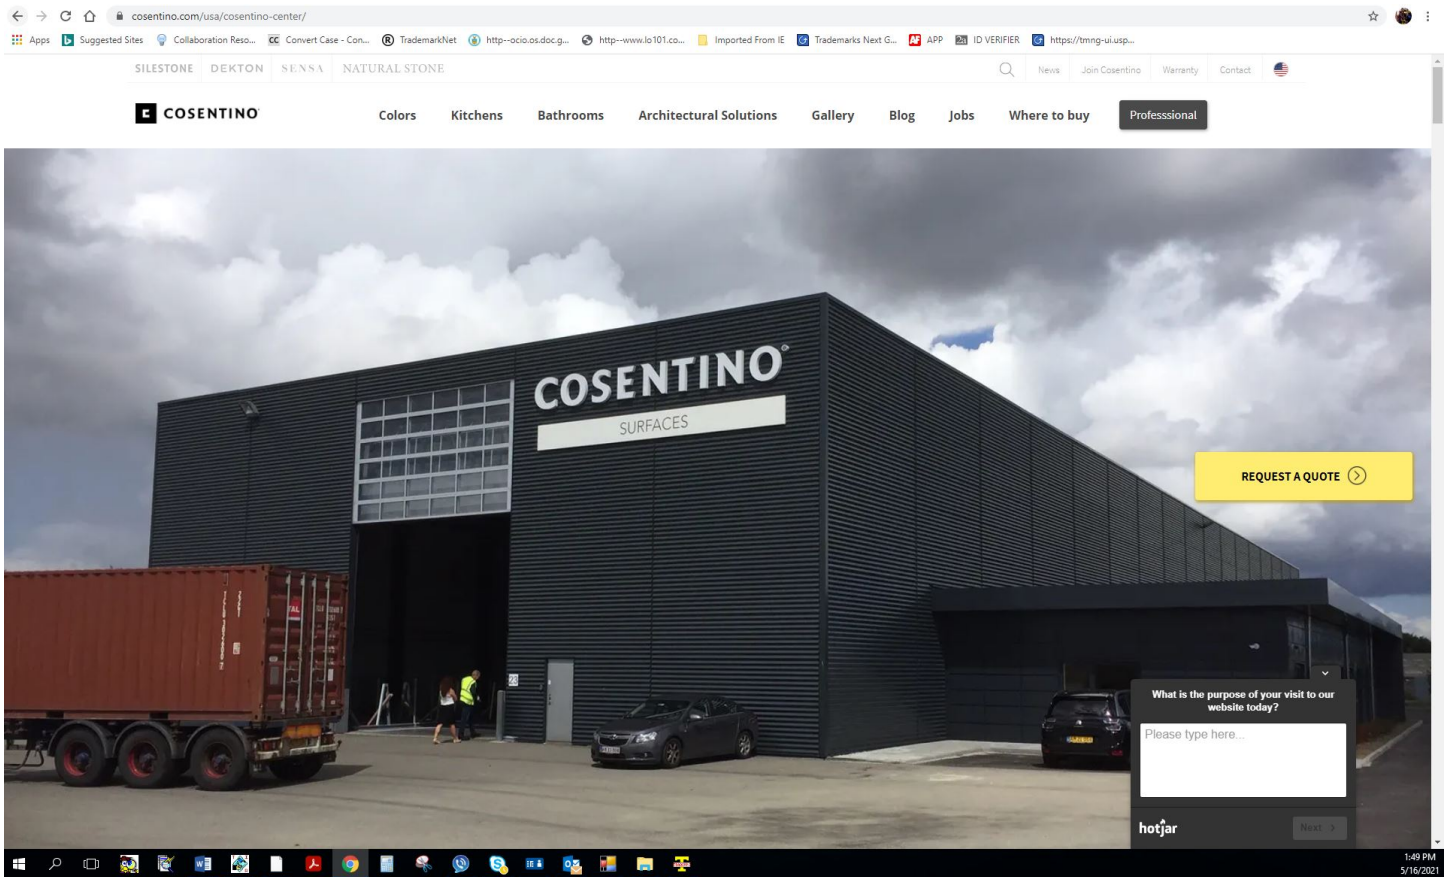 cosentino.com/usa/cosentino-center/
Apps Suggested Sites Collaboration Reso... CC Convert Case - Con... TrademarkNet http--ocio.os.doc.g... http--www.lo101.co... Imported From IE Trademarks Next G... APP ID VERIFIER https://tmng-ui.usp...
SILESTONE DEKTON SENSA NATURAL STONE News Join Cosentino Warranty Contact
COSENTINO Colors Kitchens Bathrooms Architectural Solutions Gallery Blog Jobs Where to buy Professsional
COSENTINO
SURFACES
REQUEST A QUOTE
23
What is the purpose of your visit to our
website today?
Please type here...
hotjar Next >
1:49 PM
5/16/2021